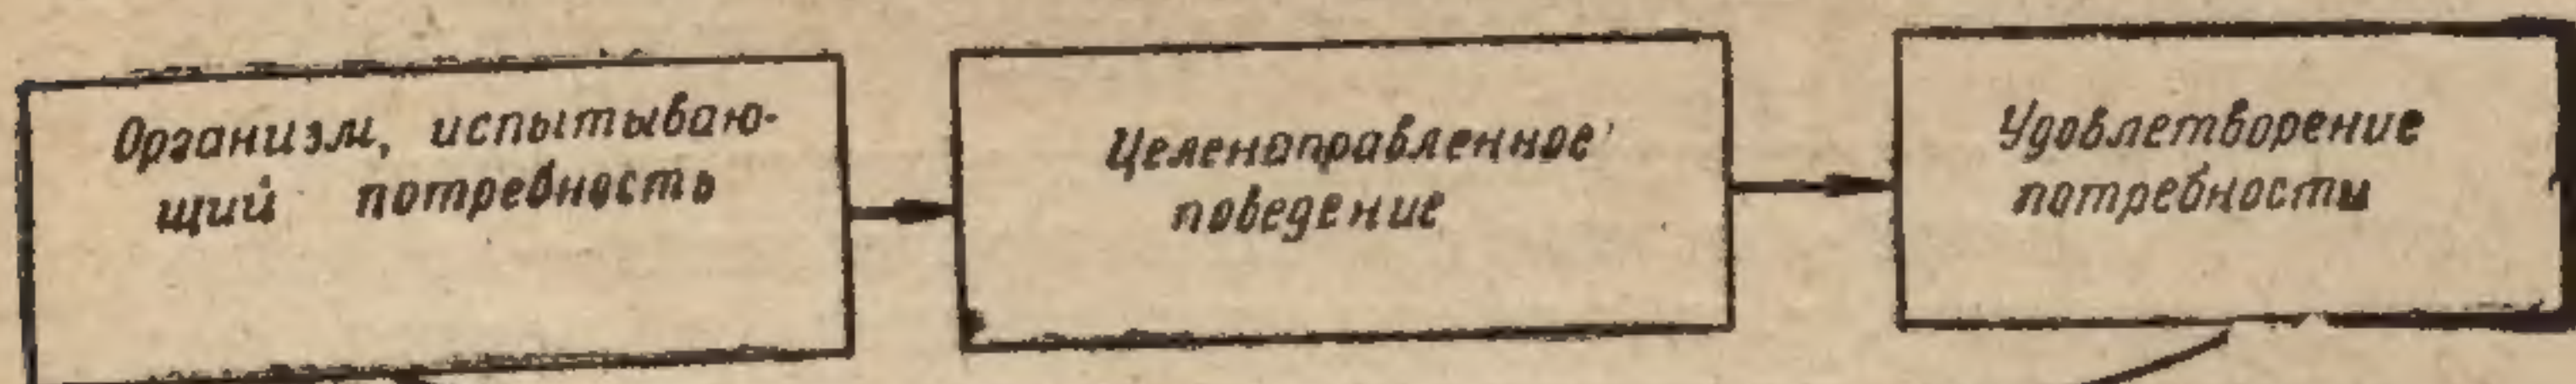 Организм, испытываю-
щий потребность
Целенаправленное
поведение
Удовлетворение
потребности